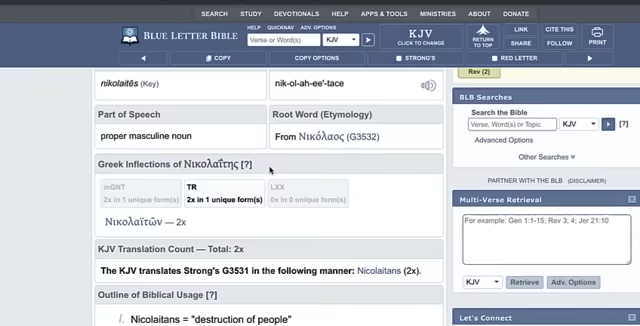 SEARCH STUDY DEVOTIONALS HELP APPS & TOOLS MINISTRIES ABOUT DONATE
BLUE LETTER BIBLE
HELP QUICKNAV ADV. OPTIONS
Verse or Word(s) KJV
KJV
CLICK TO CHANGE
RETURN
TO TOP
LINK
SHARE
CITE THIS
FOLLOW
PRINT
COPY COPY OPTIONS STRONG'S RED LETTER
nikolaitēs (Key)
nik-ol-ah-ee'-tace
Part of Speech
proper masculine noun
Root Word (Etymology)
From Νικόλαος (G3532)
Greek Inflections of Νικολαΐτης [?]
mGNT
2x in 1 unique form(s)
TR
2x in 1 unique form(s)
LXX
0x in 0 unique form(s)
Νικολαϊτῶν — 2x
KJV Translation Count — Total: 2x
The KJV translates Strong's G3531 in the following manner: Nicolaitans (2x).
Outline of Biblical Usage [?]
I. Nicolaitans = "destruction of people"
Rev (2)
BLB Searches
Search the Bible
Verse, Word(s) or Topic KJV [?]
Advanced Options
Other Searches
PARTNER WITH THE BLB (DISCLAIMER)
Multi-Verse Retrieval
For example: Gen 1:1-15; Rev 3; 4; Jer 21:10
KJV Retrieve Adv. Options
Let's Connect